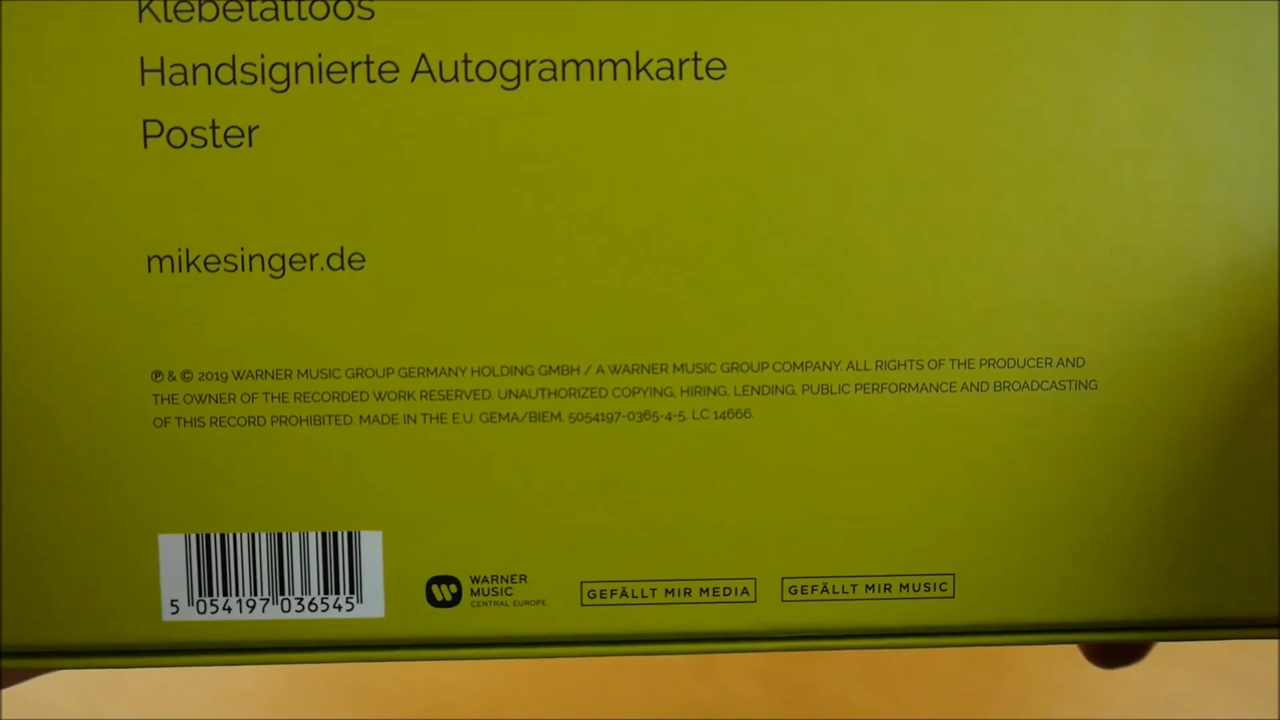 Klebetattoos
Handsignierte Autogrammkarte
Poster
mikesinger.de
℗ & © 2019 WARNER MUSIC GROUP GERMANY HOLDING GMBH / A WARNER MUSIC GROUP COMPANY. ALL RIGHTS OF THE PRODUCER AND
THE OWNER OF THE RECORDED WORK RESERVED. UNAUTHORIZED COPYING, HIRING, LENDING, PUBLIC PERFORMANCE AND BROADCASTING
OF THIS RECORD PROHIBITED. MADE IN THE E.U. GEMA/BIEM. 5054197-0365-4-5. LC 14666.
5 054197 036545
WARNER
MUSIC
CENTRAL EUROPE
GEFÄLLT MIR MEDIA
GEFÄLLT MIR MUSIC